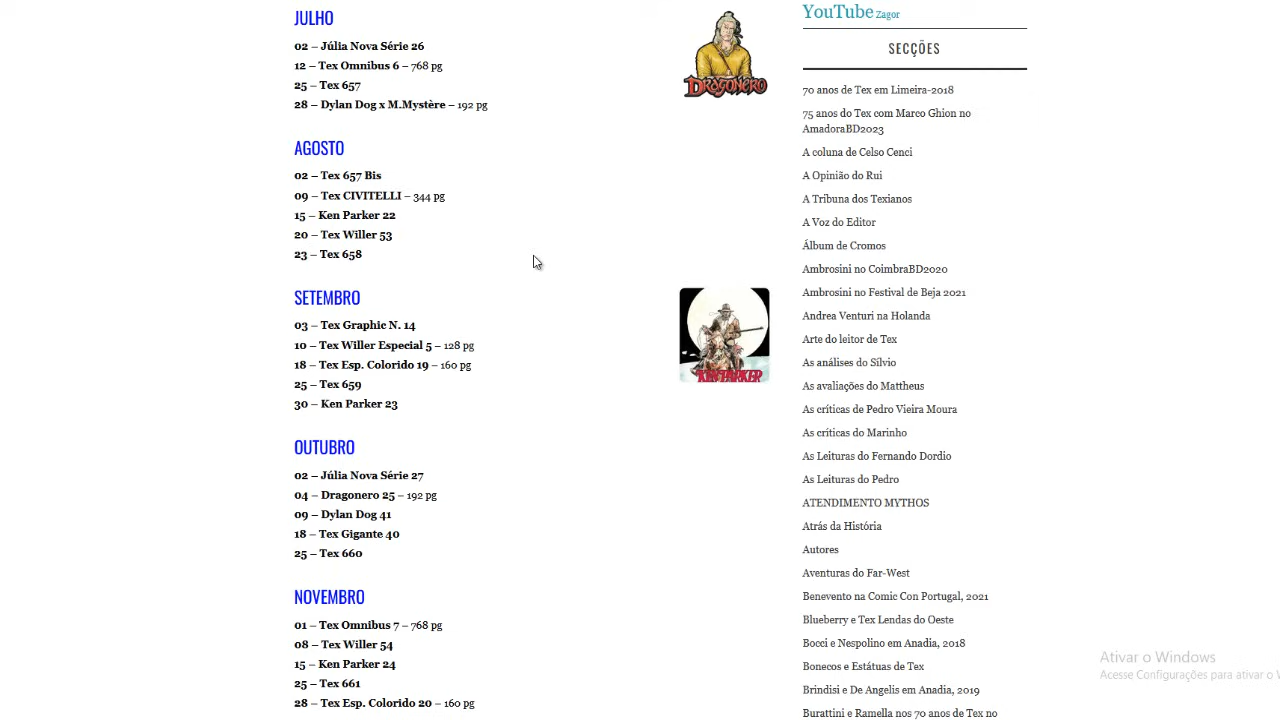 JULHO
02 – Júlia Nova Série 26
12 – Tex Omnibus 6 – 768 pg
25 – Tex 657
28 – Dylan Dog x M.Mystère – 192 pg
AGOSTO
02 – Tex 657 Bis
09 – Tex CIVITELLI – 344 pg
15 – Ken Parker 22
20 – Tex Willer 53
23 – Tex 658
SETEMBRO
03 – Tex Graphic N. 14
10 – Tex Willer Especial 5 – 128 pg
18 – Tex Esp. Colorido 19 – 160 pg
25 – Tex 659
30 – Ken Parker 23
OUTUBRO
02 – Júlia Nova Série 27
04 – Dragonero 25 – 192 pg
09 – Dylan Dog 41
18 – Tex Gigante 40
25 – Tex 660
NOVEMBRO
01 – Tex Omnibus 7 – 768 pg
08 – Tex Willer 54
15 – Ken Parker 24
25 – Tex 661
28 – Tex Esp. Colorido 20 – 160 pg
DRAGONERO
KEN PARKER
YouTube Zagor
SECÇÕES
70 anos de Tex em Limeira-2018
75 anos do Tex com Marco Ghion no
AmadoraBD2023
A coluna de Celso Cenci
A Opinião do Rui
A Tribuna dos Texianos
A Voz do Editor
Álbum de Cromos
Ambrosini no CoimbraBD2020
Ambrosini no Festival de Beja 2021
Andrea Venturi na Holanda
Arte do leitor de Tex
As análises do Sílvio
As avaliações do Mattheus
As críticas de Pedro Vieira Moura
As críticas do Marinho
As Leituras do Fernando Dordio
As Leituras do Pedro
ATENDIMENTO MYTHOS
Atrás da História
Autores
Aventuras do Far-West
Benevento na Comic Con Portugal, 2021
Blueberry e Tex Lendas do Oeste
Bocci e Nespolino em Anadia, 2018
Bonecos e Estátuas de Tex
Brindisi e De Angelis em Anadia, 2019
Burattini e Ramella nos 70 anos de Tex no
Ativar o Windows
Acesse Configurações para ativar o W